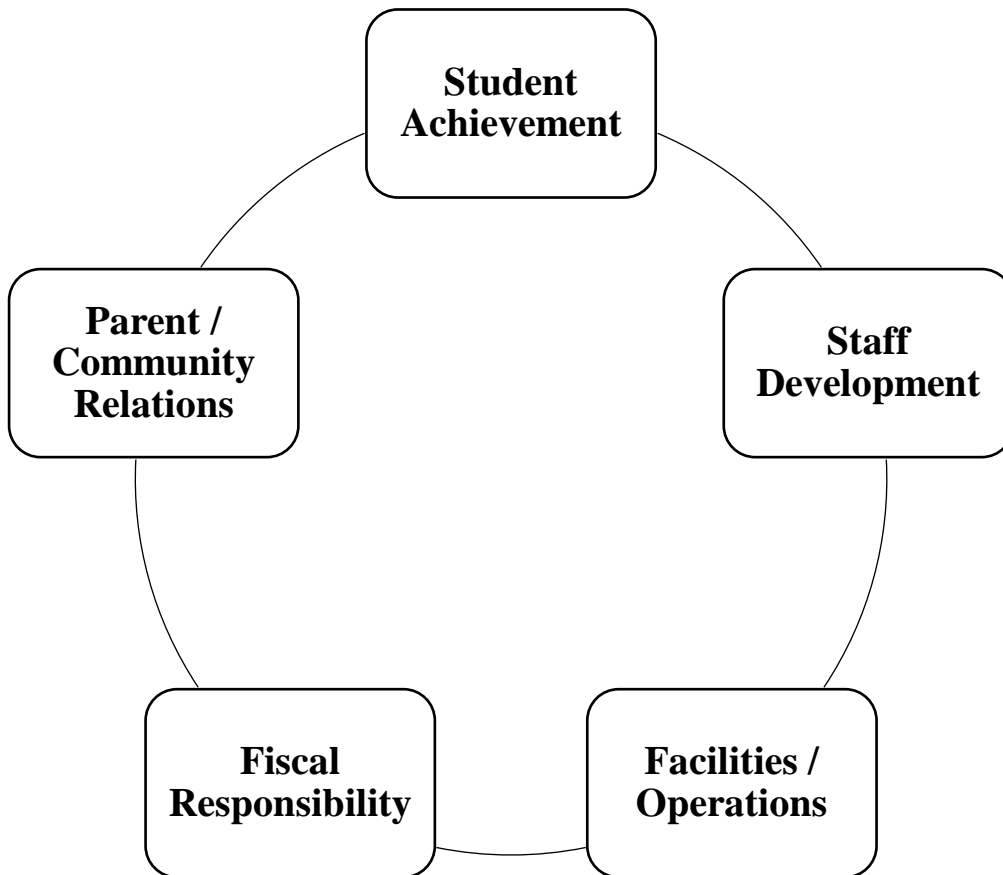 Student
Achievement
Parent /
Community
Relations
Staff
Development
Fiscal
Responsibility
Facilities /
Operations